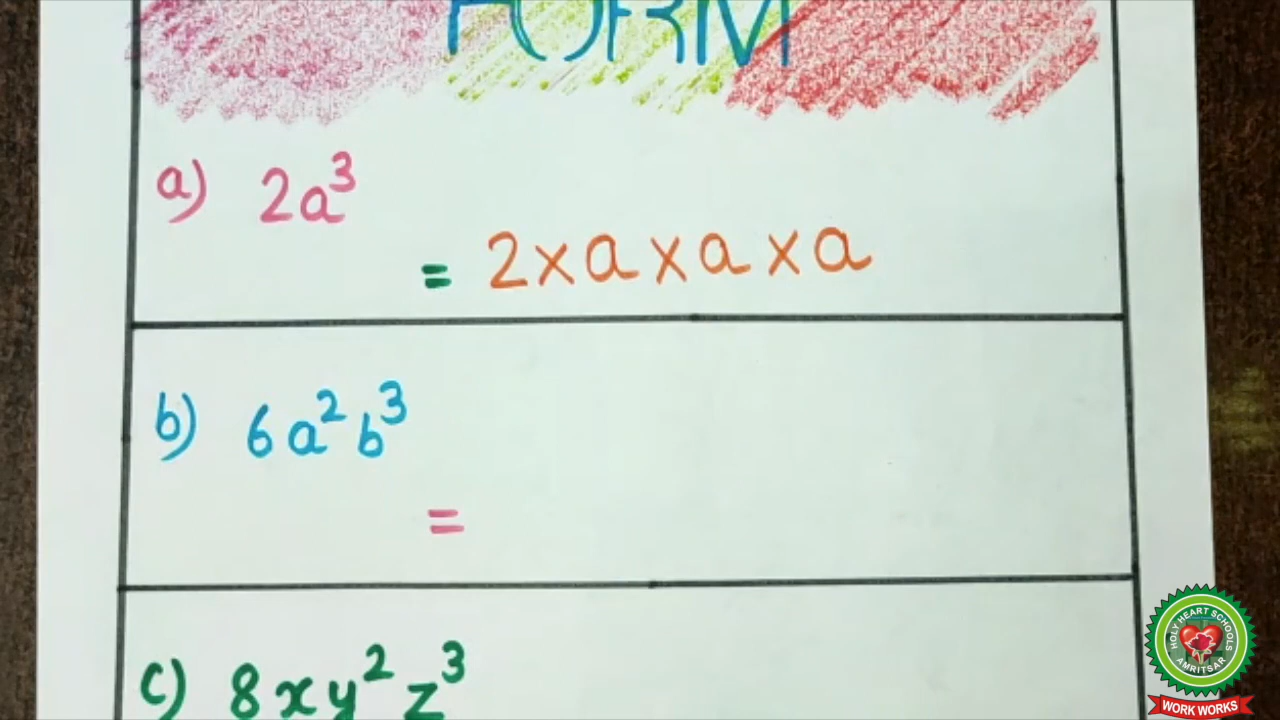 FORM
a) 2a³
= 2 x a x a x a
b) 6a²b³
=
c) 8xy²z³
HOLY HEART SCHOOLS
AMRITSAR
WORK WORKS